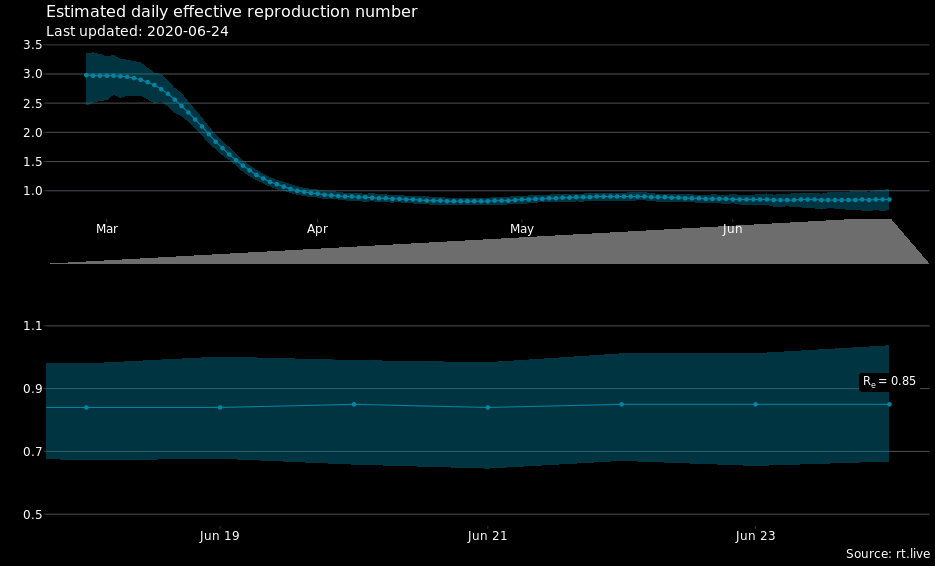 Estimated daily effective reproduction number
Last updated: 2020-06-24
3.5
3.0
2.5
2.0
1.5
1.0
Mar Apr May Jun
1.1
0.9
0.7
0.5
Re = 0.85
Jun 19 Jun 21 Jun 23
Source: rt.live